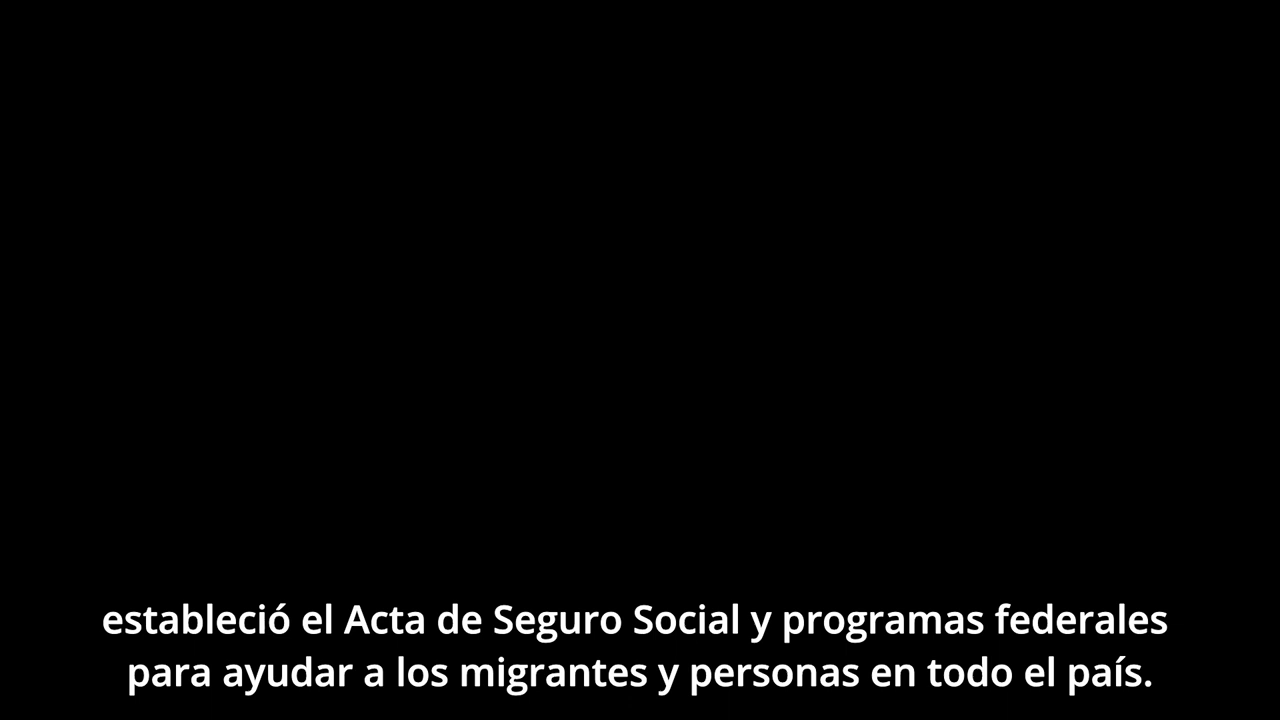 estableció el Acta de Seguro Social y programas federales
para ayudar a los migrantes y personas en todo el país.